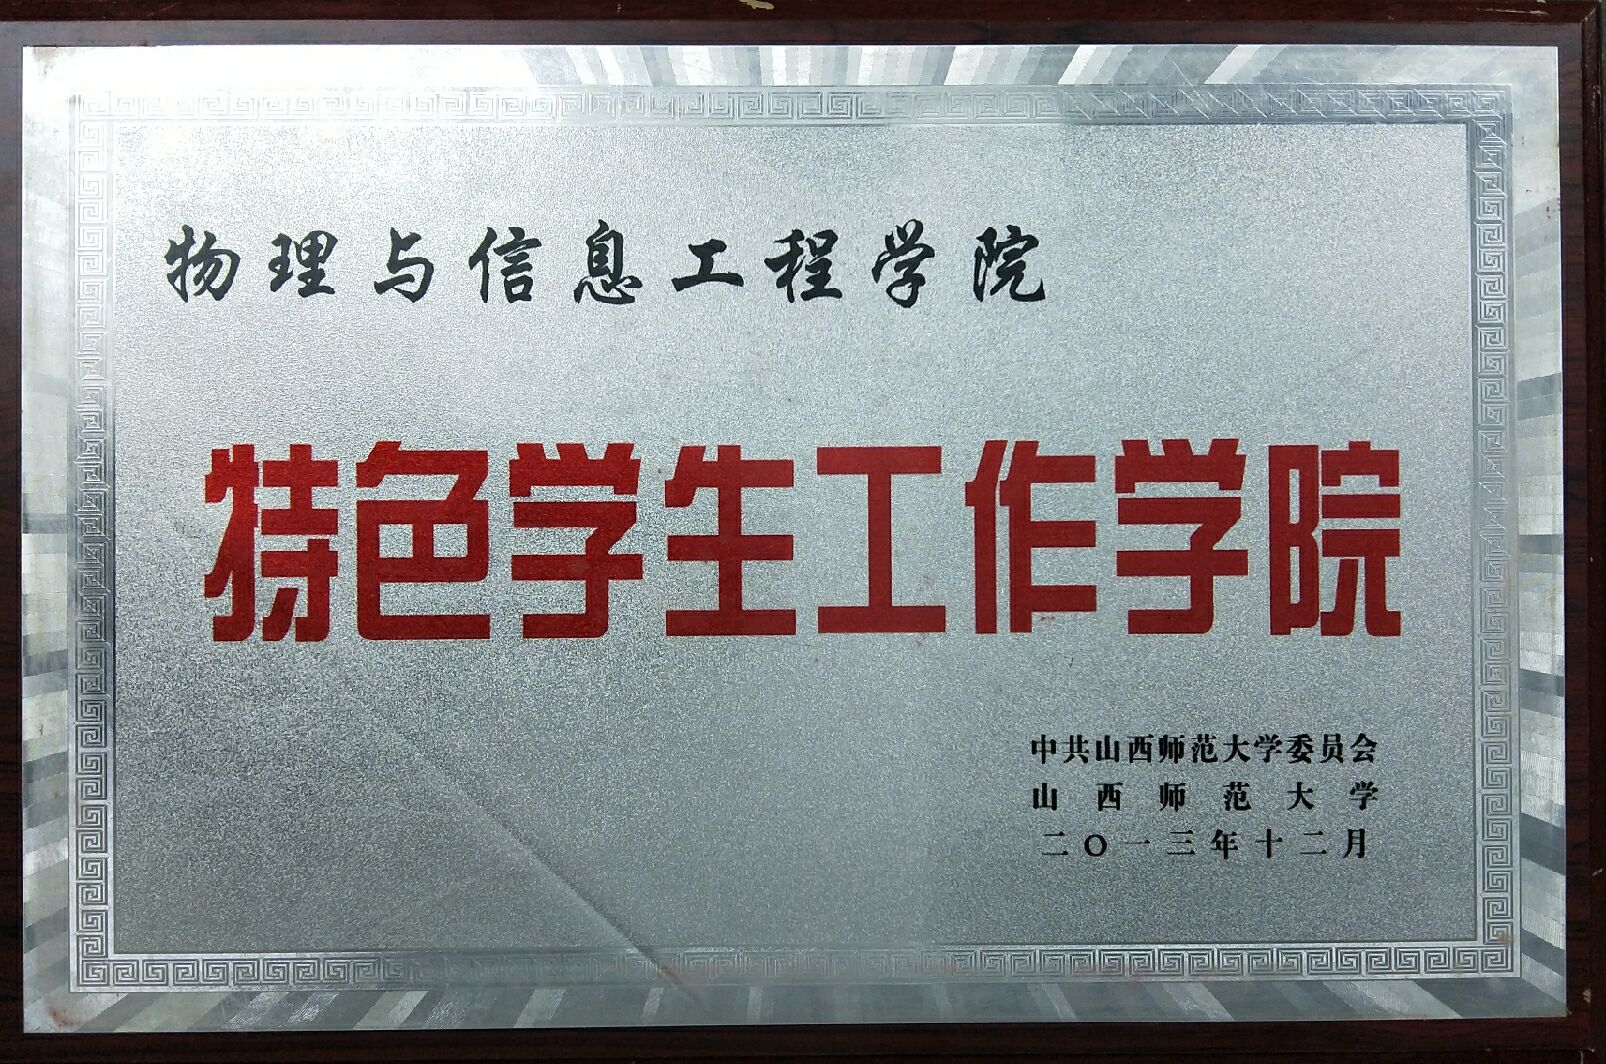 物理与信息工程学院
特色学生工作学院
中共山西师范大学委员会
山西师范大学
二〇一三年十二月